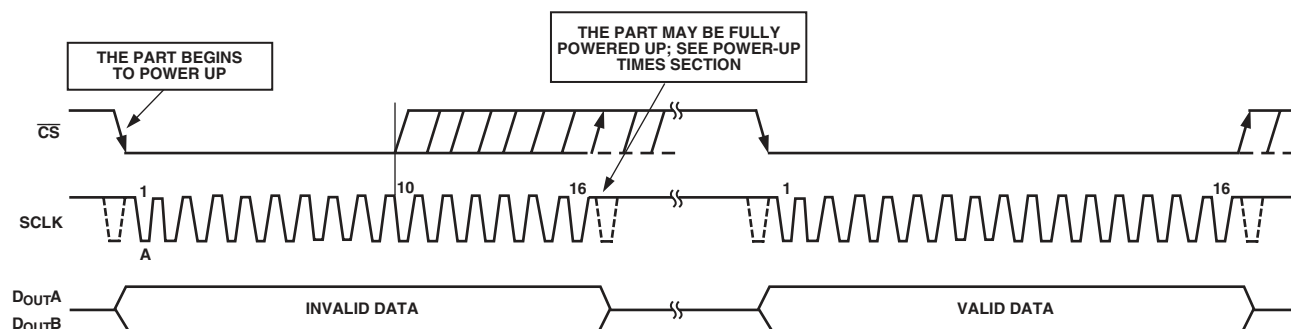 THE PART BEGINS
TO POWER UP
THE PART MAY BE FULLY
POWERED UP; SEE POWER-UP
TIMES SECTION
CS
1
10
16
1
16
SCLK
A
DOUTA
INVALID DATA
VALID DATA
DOUTB